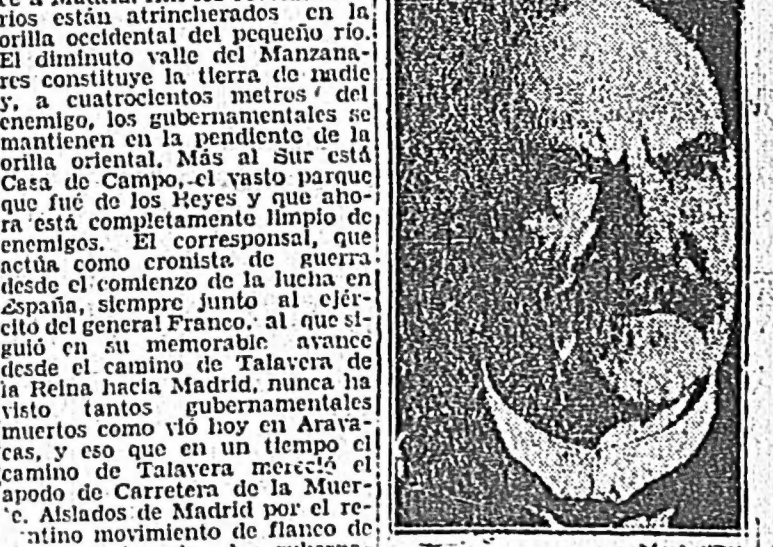 rios están atrincherados en la
orilla occidental del pequeño río.
El diminuto valle del Manzana-
res constituye la tierra de nadie
y, a cuatrocientos metros del
enemigo, los gubernamentales se
mantienen en la pendiente de la
orilla oriental. Más al Sur está
Casa de Campo, el vasto parque
que fué de los Reyes y que aho-
ra está completamente limpio de
enemigos. El corresponsal, que
actúa como cronista de guerra
desde el comienzo de la lucha en
España, siempre junto al ejér-
cito del general Franco, al que si-
guió en su memorable avance
desde el camino de Talavera de
la Reina hacia Madrid, nunca ha
visto tantos gubernamentales
muertos como vió hoy en Arava-
cas, y eso que en un tiempo el
camino de Talavera mereció el
apodo de Carretera de la Muer-
te. Aislados de Madrid por el re-
movimiento de flanco de